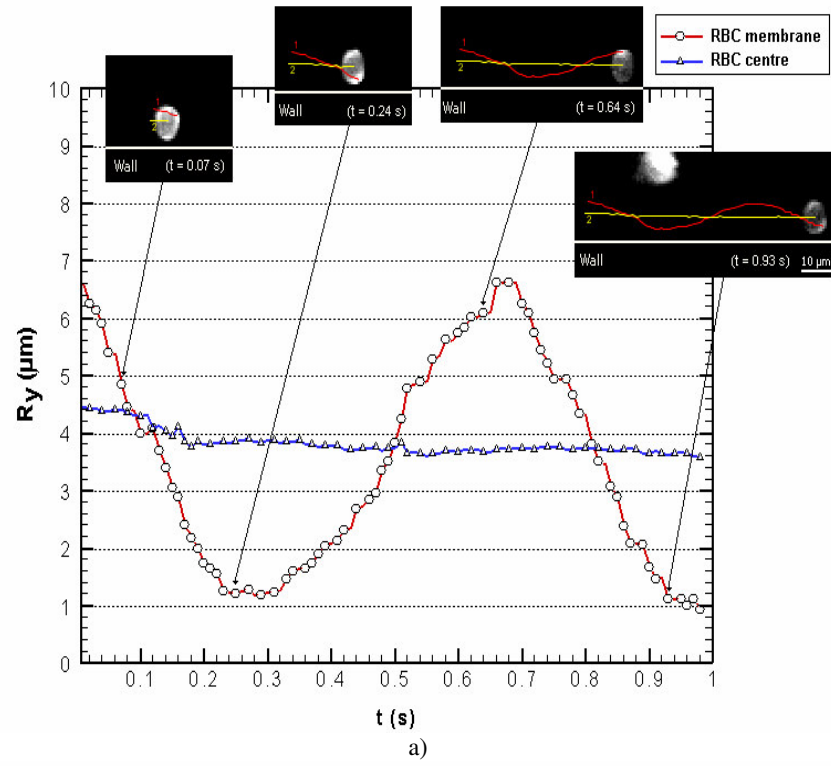 1
2
Wall (t = 0.07 s)
1
2
Wall (t = 0.24 s)
1
2
Wall (t = 0.64 s)
RBC membrane
RBC centre
1
2
Wall (t = 0.93 s) 10 µm
10
9
8
7
6
5
4
3
2
1
0
Ry (µm)
0.1 0.2 0.3 0.4 0.5 0.6 0.7 0.8 0.9 1
t (s)
a)